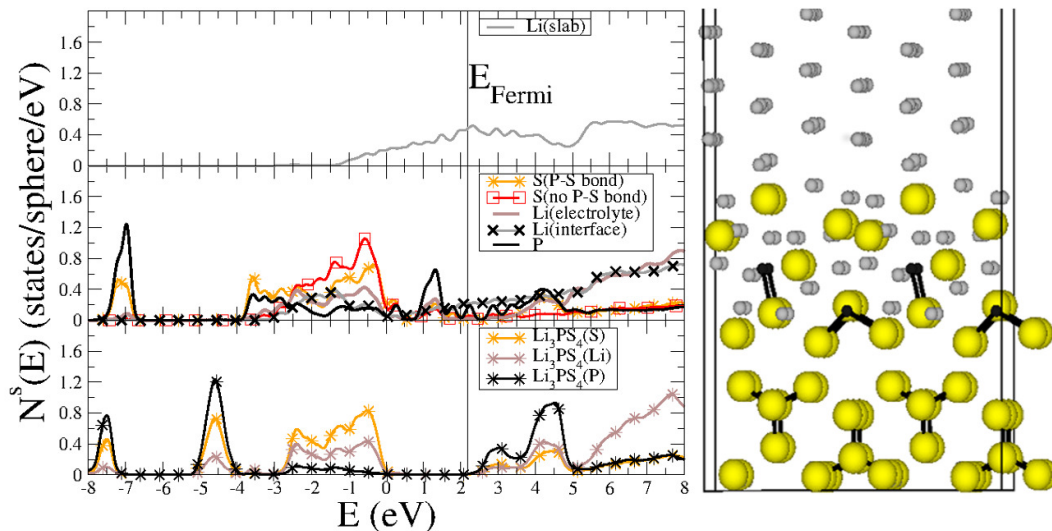 1.6
1.2
0.8
0.4
0
Li(slab)
E_Fermi
1.6
1.2
0.8
0.4
0
S(P-S bond)
S(no P-S bond)
Li(electrolyte)
Li(interface)
P
1.6
1.2
0.8
0.4
0
Li₃PS₄(S)
Li₃PS₄(Li)
Li₃PS₄(P)
-8 -7 -6 -5 -4 -3 -2 -1 0 1 2 3 4 5 6 7 8
E (eV)
Nˢ(E) (states/sphere/eV)